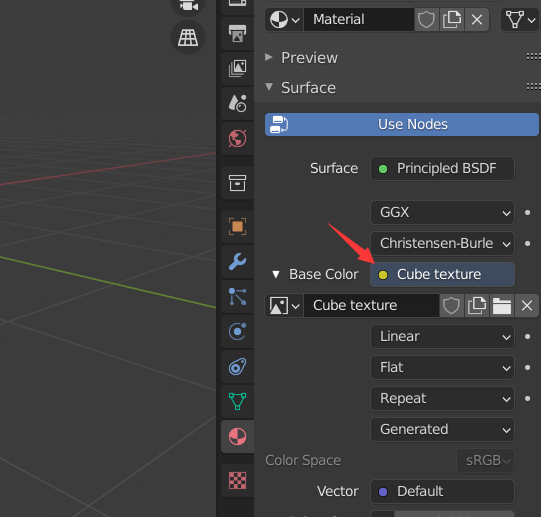 Material
Preview
Surface
Use Nodes
Surface Principled BSDF
GGX
Christensen-Burle
Base Color Cube texture
Cube texture
Linear
Flat
Repeat
Generated
Color Space sRGB
Vector Default